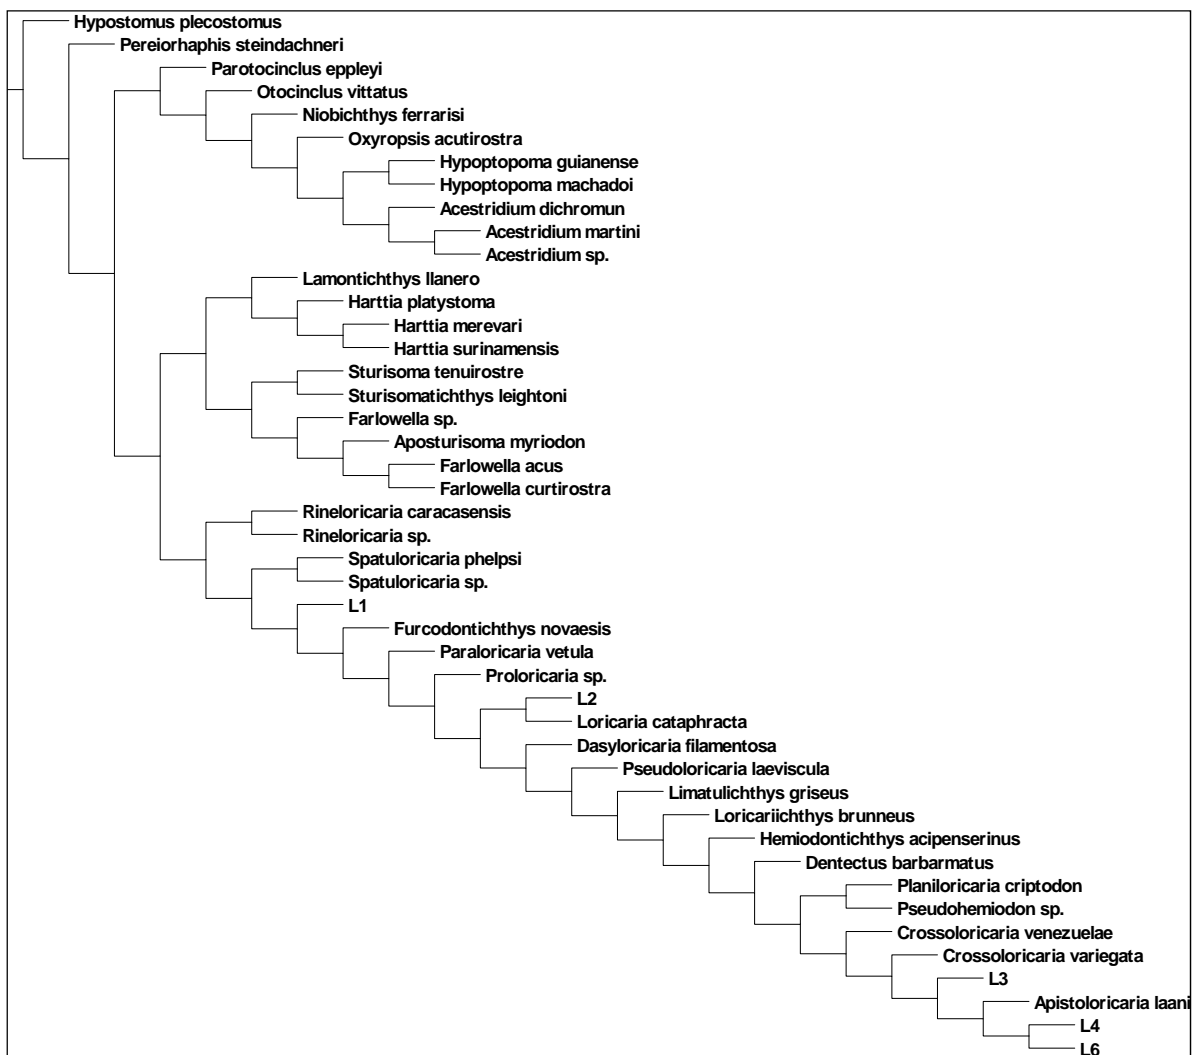 Hypostomus plecostomus
Pereiorhaphis steindachneri
Parotocinclus eppleyi
Otocinclus vittatus
Niobichthys ferrarisi
Oxyropsis acutirostra
Hypoptopoma guianense
Hypoptopoma machadoi
Acestridium dichromun
Acestridium martini
Acestridium sp.
Lamontichthys llanero
Harttia platystoma
Harttia merevari
Harttia surinamensis
Sturisoma tenuirostre
Sturisomatichthys leightoni
Farlowella sp.
Aposturisoma myriodon
Farlowella acus
Farlowella curtirostra
Rineloricaria caracasensis
Rineloricaria sp.
Spatuloricaria phelpsi
Spatuloricaria sp.
L1
Furcodontichthys novaesis
Paraloricaria vetula
Proloricaria sp.
L2
Loricaria cataphracta
Dasyloricaria filamentosa
Pseudoloricaria laeviscula
Limatulichthys griseus
Loricariichthys brunneus
Hemiodontichthys acipenserinus
Dentectus barbarmatus
Planiloricaria criptodon
Pseudohemiodon sp.
Crossoloricaria venezuelae
Crossoloricaria variegata
L3
Apistoloricaria laani
L4
L6